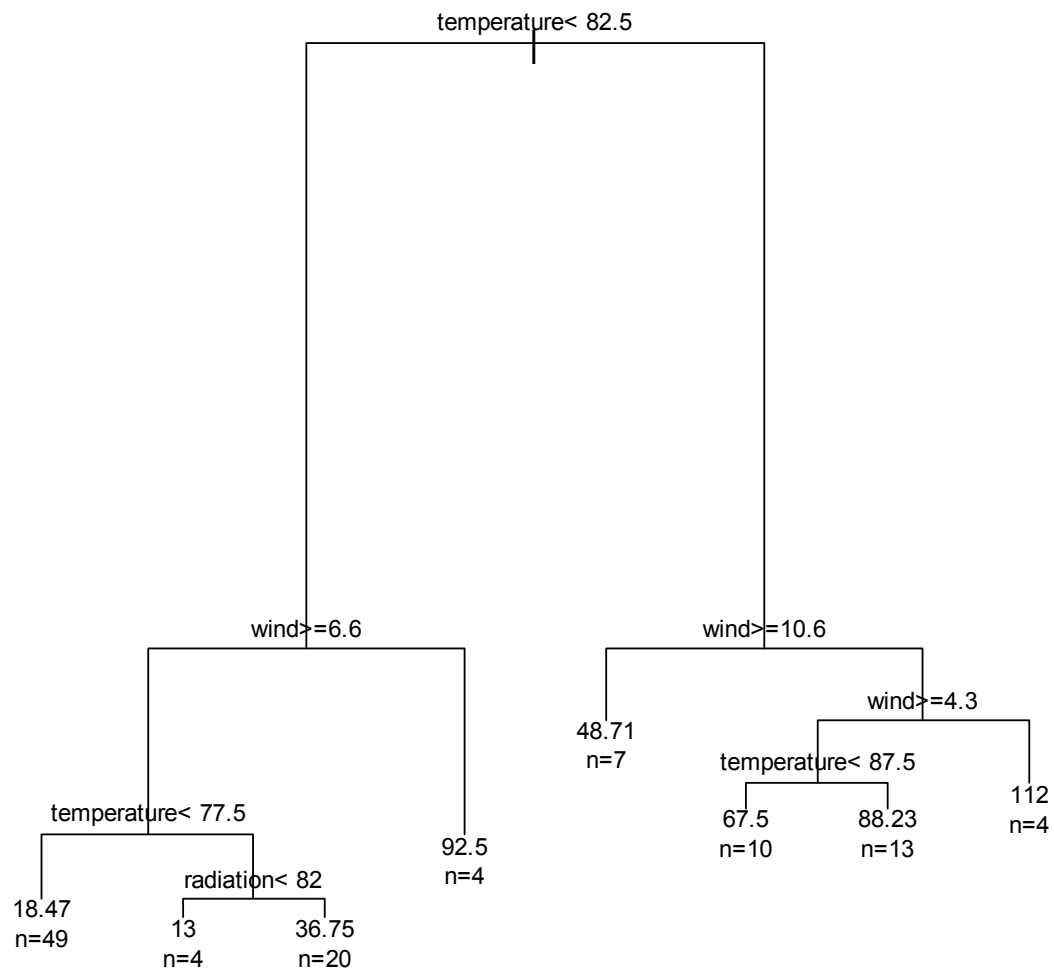 temperature< 82.5
wind>=6.6
wind>=10.6
wind>=4.3
48.71
n=7
temperature< 87.5
112
n=4
temperature< 77.5
67.5
n=10
88.23
n=13
92.5
n=4
radiation< 82
18.47
n=49
13
n=4
36.75
n=20